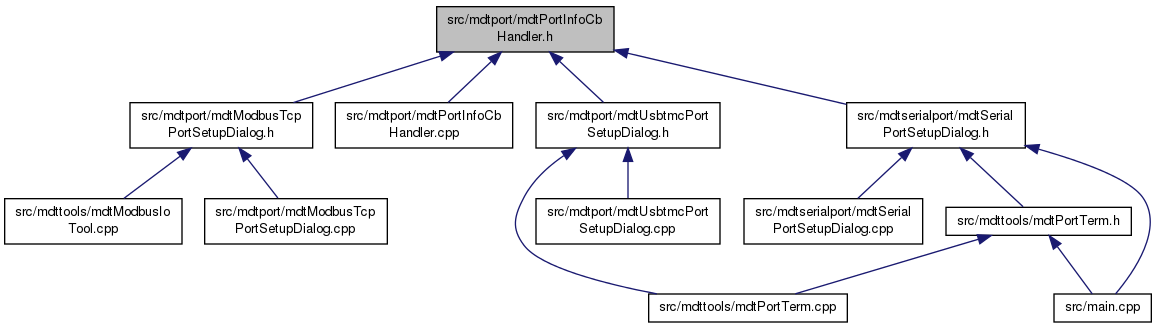 src/mdtport/mdtPortInfoCb
Handler.h
src/mdtport/mdtModbusTcp
PortSetupDialog.h
src/mdtport/mdtPortInfoCb
Handler.cpp
src/mdtport/mdtUsbtmcPort
SetupDialog.h
src/mdtserialport/mdtSerial
PortSetupDialog.h
src/mdttools/mdtModbusIo
Tool.cpp
src/mdtport/mdtModbusTcp
PortSetupDialog.cpp
src/mdtport/mdtUsbtmcPort
SetupDialog.cpp
src/mdtserialport/mdtSerial
PortSetupDialog.cpp
src/mdttools/mdtPortTerm.h
src/mdttools/mdtPortTerm.cpp
src/main.cpp